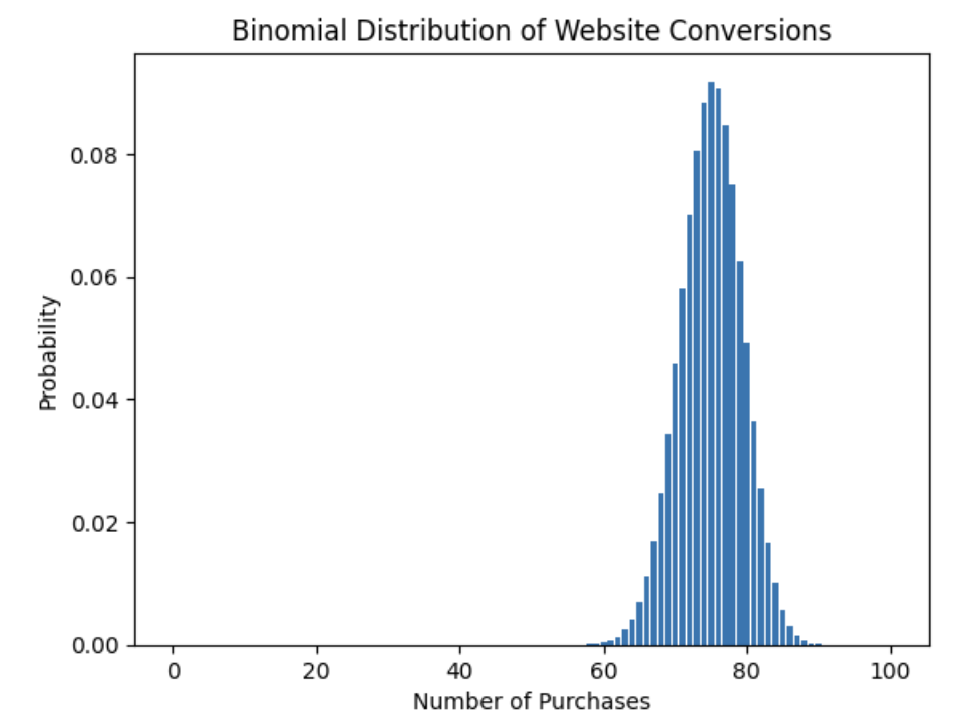 Binomial Distribution of Website Conversions
Probability
0.08
0.06
0.04
0.02
0.00
0 20 40 60 80 100
Number of Purchases